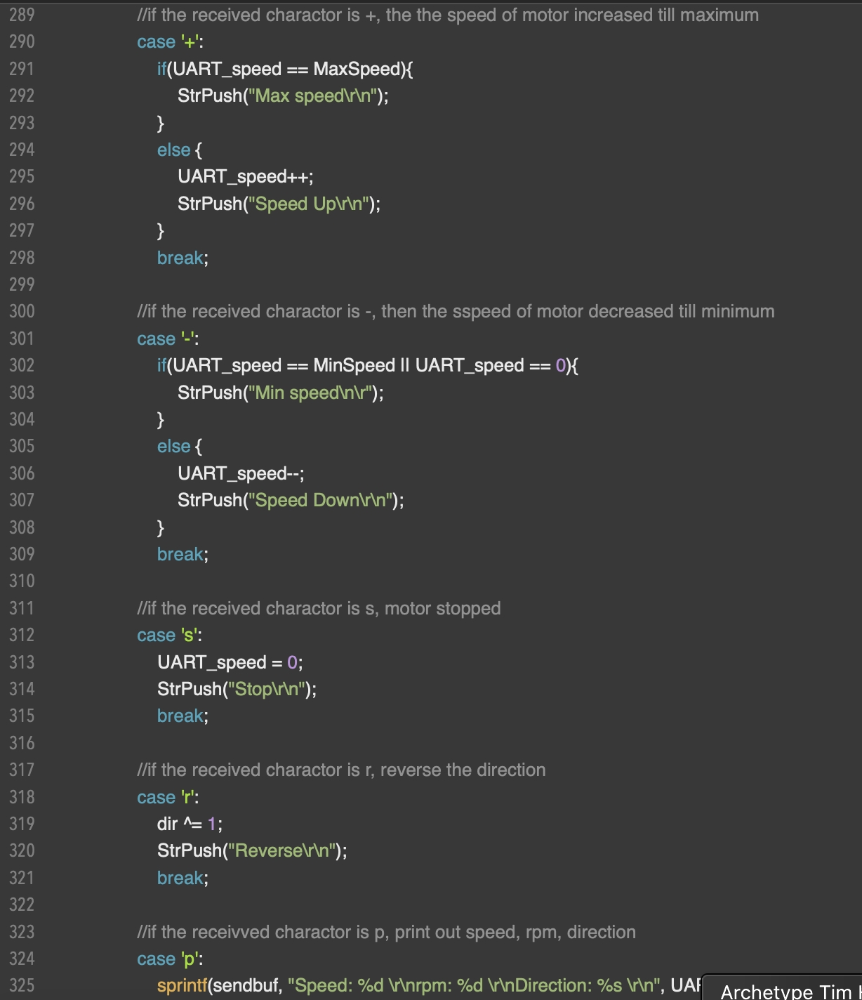 289 //if the received charactor is +, the the speed of motor increased till maximum
290 case '+':
291 if(UART_speed == MaxSpeed){
292 StrPush("Max speed\r\n");
293 }
294 else {
295 UART_speed++;
296 StrPush("Speed Up\r\n");
297 }
298 break;
299
300 //if the received charactor is -, then the sspeed of motor decreased till minimum
301 case '-':
302 if(UART_speed == MinSpeed || UART_speed == 0){
303 StrPush("Min speed\n\r");
304 }
305 else {
306 UART_speed--;
307 StrPush("Speed Down\r\n");
308 }
309 break;
310
311 //if the received charactor is s, motor stopped
312 case 's':
313 UART_speed = 0;
314 StrPush("Stop\r\n");
315 break;
316
317 //if the received charactor is r, reverse the direction
318 case 'r':
319 dir ^= 1;
320 StrPush("Reverse\r\n");
321 break;
322
323 //if the receivved charactor is p, print out speed, rpm, direction
324 case 'p':
325 sprintf(sendbuf, "Speed: %d \r\nrpm: %d \r\nDirection: %s \r\n",
Archetype Tim